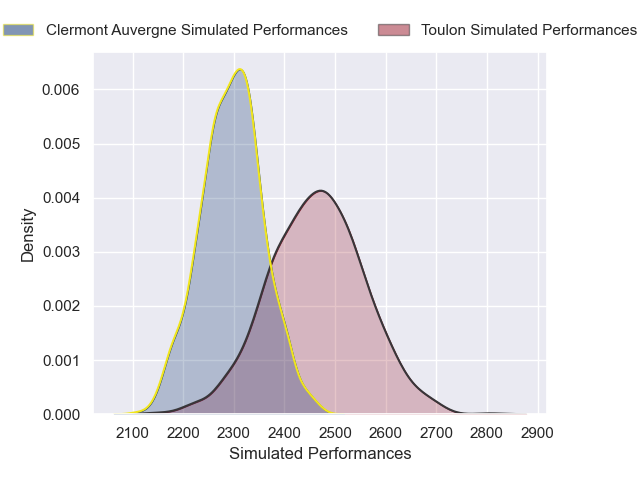 Clermont Auvergne Simulated Performances
Toulon Simulated Performances
0.006
0.005
0.004
0.003
0.002
0.001
0.000
Density
2100 2200 2300 2400 2500 2600 2700 2800 2900
Simulated Performances